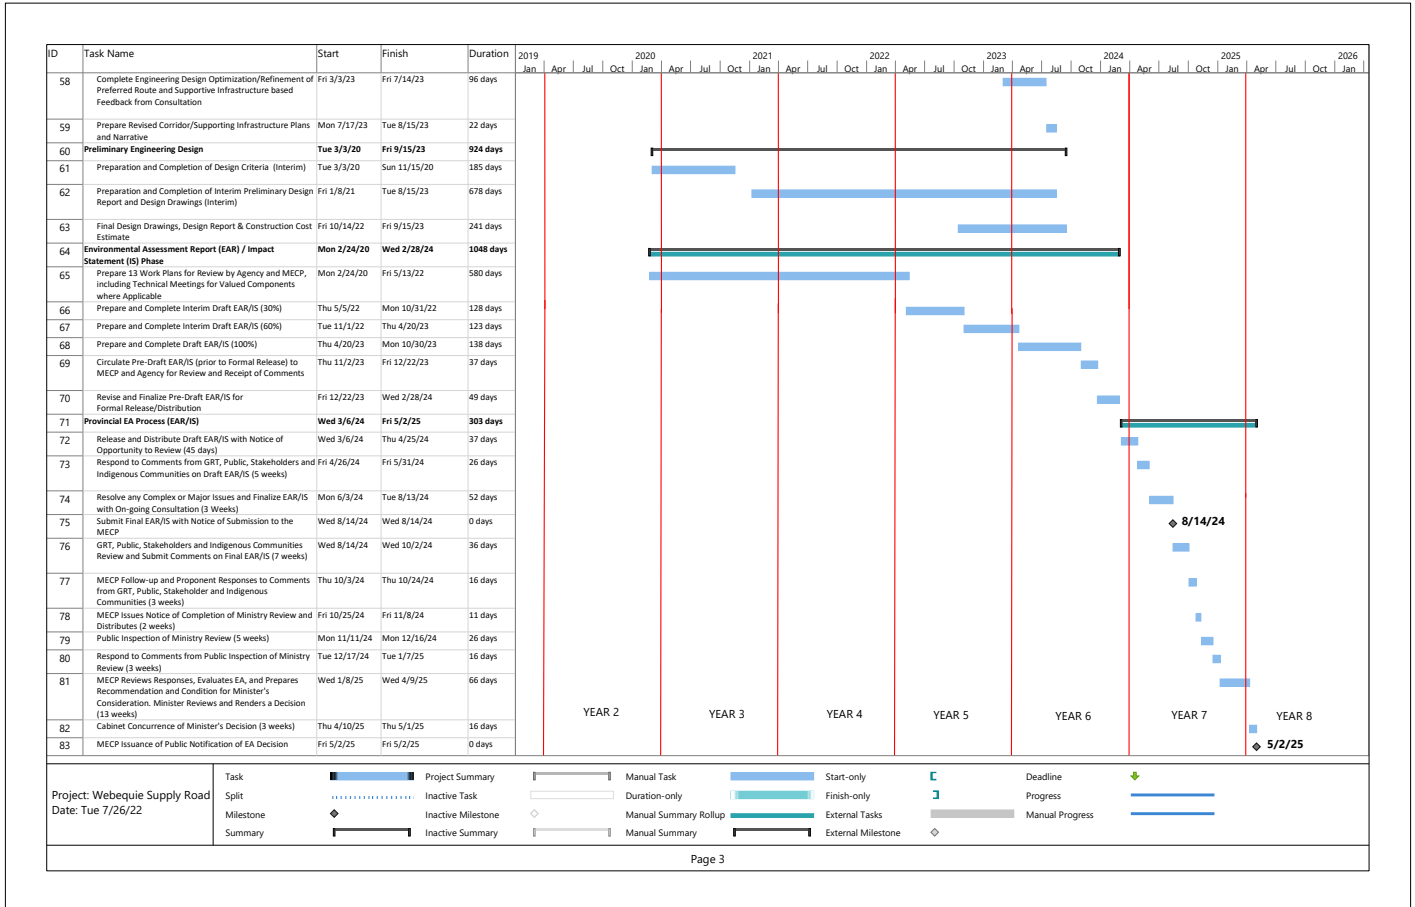 ID Task Name Start Finish Duration 2019 2020 2021 2022 2023 2024 2025 2026
Jan Apr Jul Oct Jan Apr Jul Oct Jan Apr Jul Oct Jan Apr Jul Oct Jan Apr Jul Oct Jan Apr Jul Oct Jan Apr Jul Oct Jan
58 Complete Engineering Design Optimization/Refinement of Fri 3/3/23 Fri 7/14/23 96 days
Preferred Route and Supportive Infrastructure based
Feedback from Consultation
59 Prepare Revised Corridor/Supporting Infrastructure Plans Mon 7/17/23 Tue 8/15/23 22 days
and Narrative
60 Preliminary Engineering Design Tue 3/3/20 Fri 9/15/23 924 days
61 Preparation and Completion of Design Criteria (Interim) Tue 3/3/20 Sun 11/15/20 185 days
62 Preparation and Completion of Interim Preliminary Design Fri 1/8/21 Tue 8/15/23 678 days
Report and Design Drawings (Interim)
63 Final Design Drawings, Design Report & Construction Cost Fri 10/14/22 Fri 9/15/23 241 days
Estimate
64 Environmental Assessment Report (EAR) / Impact Mon 2/24/20 Wed 2/28/24 1048 days
Statement (IS) Phase
65 Prepare 13 Work Plans for Review by Agency and MECP, Mon 2/24/20 Fri 5/13/22 580 days
including Technical Meetings for Valued Components
where Applicable
66 Prepare and Complete Interim Draft EAR/IS (30%) Thu 5/5/22 Mon 10/31/22 128 days
67 Prepare and Complete Interim Draft EAR/IS (60%) Tue 11/1/22 Thu 4/20/23 123 days
68 Prepare and Complete Draft EAR/IS (100%) Thu 4/20/23 Mon 10/30/23 138 days
69 Circulate Pre-Draft EAR/IS (prior to Formal Release) to Thu 11/2/23 Fri 12/22/23 37 days
MECP and Agency for Review and Receipt of Comments
70 Revise and Finalize Pre-Draft EAR/IS for Fri 12/22/23 Wed 2/28/24 49 days
Formal Release/Distribution
71 Provincial EA Process (EAR/IS) Wed 3/6/24 Fri 5/2/25 303 days
72 Release and Distribute Draft EAR/IS with Notice of Wed 3/6/24 Thu 4/25/24 37 days
Opportunity to Review (45 days)
73 Respond to Comments from GRT, Public, Stakeholders and Fri 4/26/24 Fri 5/31/24 26 days
Indigenous Communities on Draft EAR/IS (5 weeks)
74 Resolve any Complex or Major Issues and Finalize EAR/IS Mon 6/3/24 Tue 8/13/24 52 days
with On-going Consultation (3 Weeks)
75 Submit Final EAR/IS with Notice of Submission to the Wed 8/14/24 Wed 8/14/24 0 days 8/14/24
MECP
76 GRT, Public, Stakeholders and Indigenous Communities Wed 8/14/24 Wed 10/2/24 36 days
Review and Submit Comments on Final EAR/IS (7 weeks)
77 MECP Follow-up and Proponent Responses to Comments Thu 10/3/24 Thu 10/24/24 16 days
from GRT, Public, Stakeholder and Indigenous
Communities (3 weeks)
78 MECP Issues Notice of Completion of Ministry Review and Fri 10/25/24 Fri 11/8/24 11 days
Distributes (2 weeks)
79 Public Inspection of Ministry Review (5 weeks) Mon 11/11/24 Mon 12/16/24 26 days
80 Respond to Comments from Public Inspection of Ministry Tue 12/17/24 Tue 1/7/25 16 days
Review (3 weeks)
81 MECP Reviews Responses, Evaluates EA, and Prepares Wed 1/8/25 Wed 4/9/25 66 days
Recommendation and Condition for Minister's
Consideration. Minister Reviews and Renders a Decision
(13 weeks)
YEAR 2 YEAR 3 YEAR 4 YEAR 5 YEAR 6 YEAR 7 YEAR 8
82 Cabinet Concurrence of Minister's Decision (3 weeks) Thu 4/10/25 Thu 5/1/25 16 days
83 MECP Issuance of Public Notification of EA Decision Fri 5/2/25 Fri 5/2/25 0 days 5/2/25
Project: Webequie Supply Road
Date: Tue 7/26/22
Task Project Summary Manual Task Start-only Deadline
Split Inactive Task Duration-only Finish-only Progress
Milestone Inactive Milestone Manual Summary Rollup External Tasks Manual Progress
Summary Inactive Summary Manual Summary External Milestone
Page 3